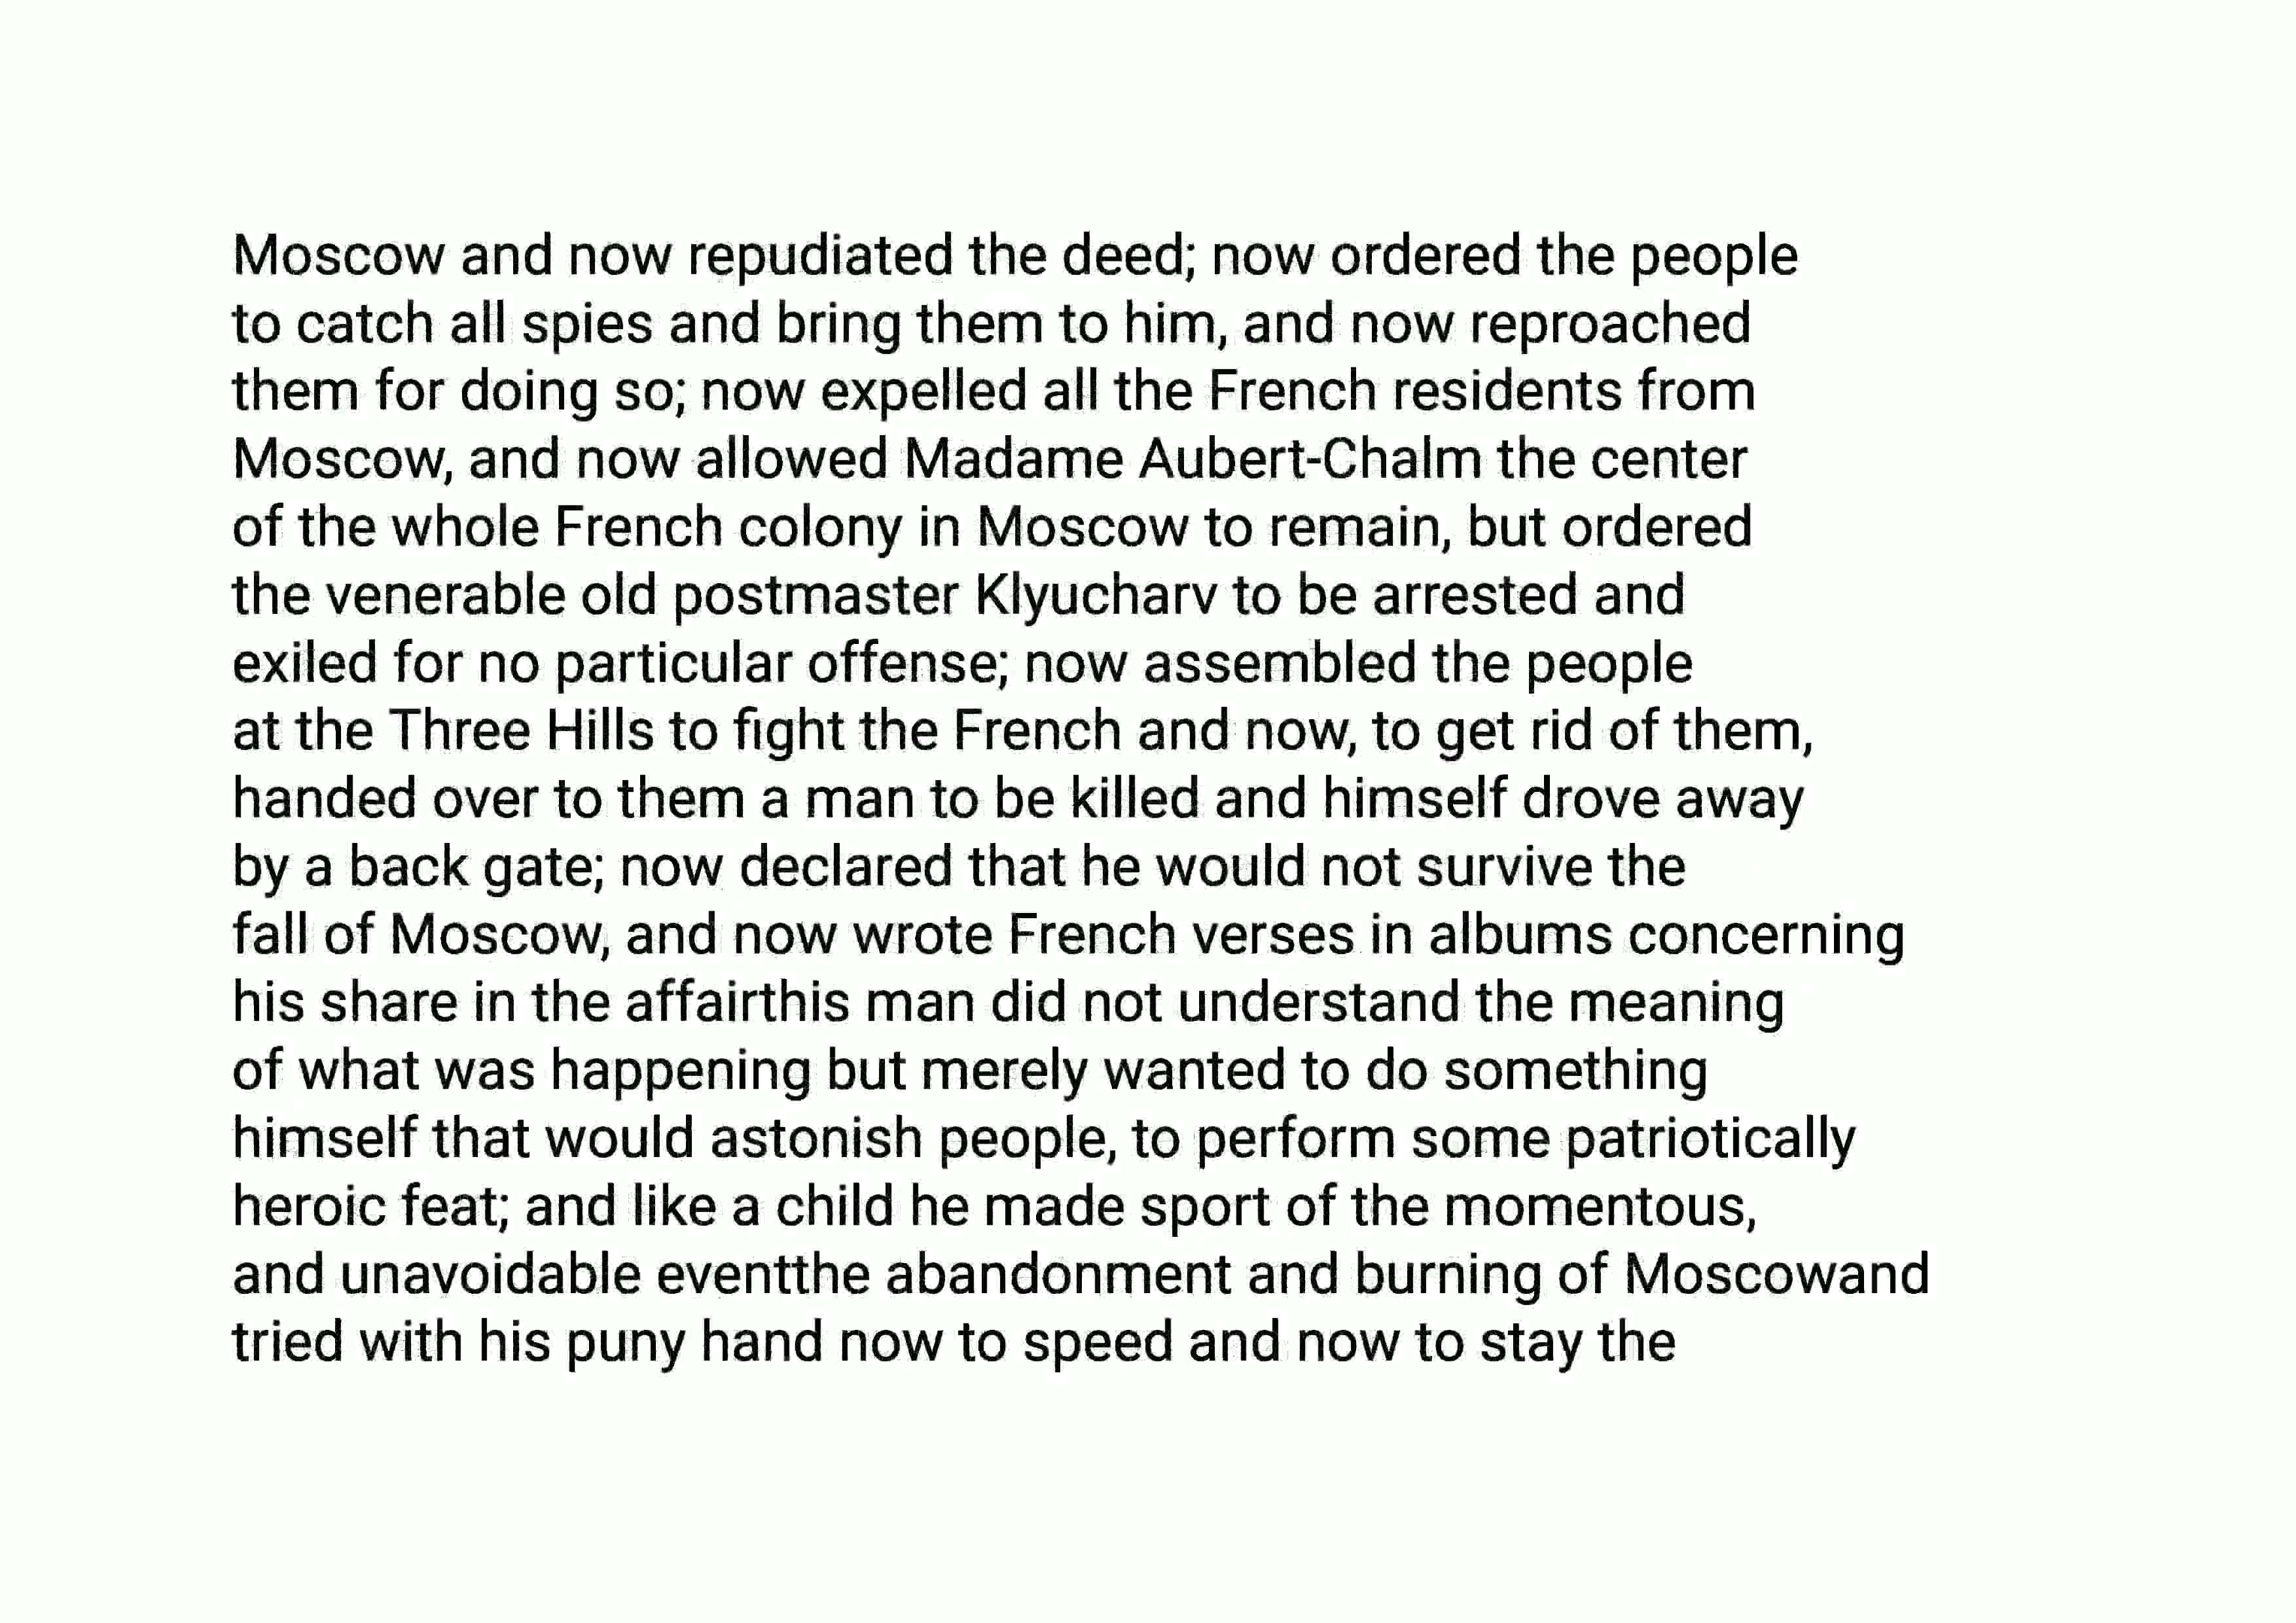 Moscow and now repudiated the deed; now ordered the people
to catch all spies and bring them to him, and now reproached
them for doing so; now expelled all the French residents from
Moscow, and now allowed Madame Aubert-Chalm the center
of the whole French colony in Moscow to remain, but ordered
the venerable old postmaster Klyucharv to be arrested and
exiled for no particular offense; now assembled the people
at the Three Hills to fight the French and now, to get rid of them,
handed over to them a man to be killed and himself drove away
by a back gate; now declared that he would not survive the
fall of Moscow, and now wrote French verses in albums concerning
his share in the affairthis man did not understand the meaning
of what was happening but merely wanted to do something
himself that would astonish people, to perform some patriotically
heroic feat; and like a child he made sport of the momentous,
and unavoidable eventthe abandonment and burning of Moscowand
tried with his puny hand now to speed and now to stay the